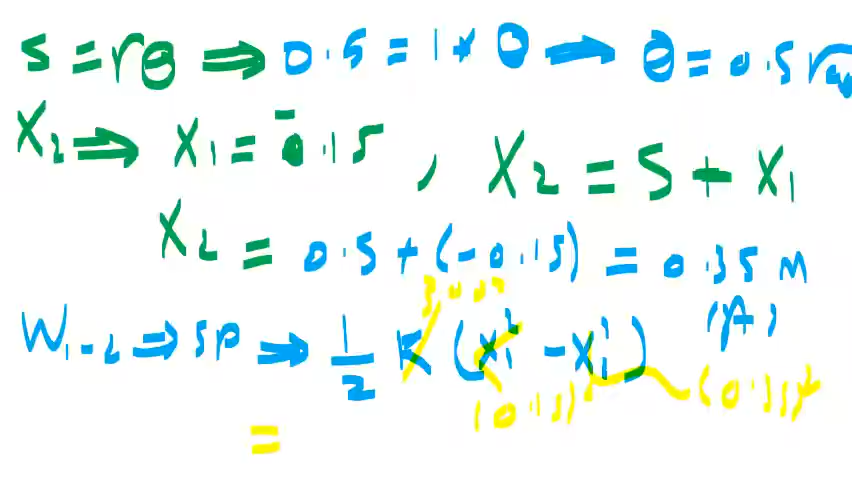 S = rθ ⇒ 0.5 = 1 * θ → θ = 0.5 rad
X₂ ⇒ X₁ = -0.15 , X₂ = S + X₁
X₂ = 0.5 + (-0.15) = 0.35 m
(+)
W₁₋₂ ⇒ sp ⇒ 1/2 K (X₁² - X₁²)
(0.15)² (0.35)²
=